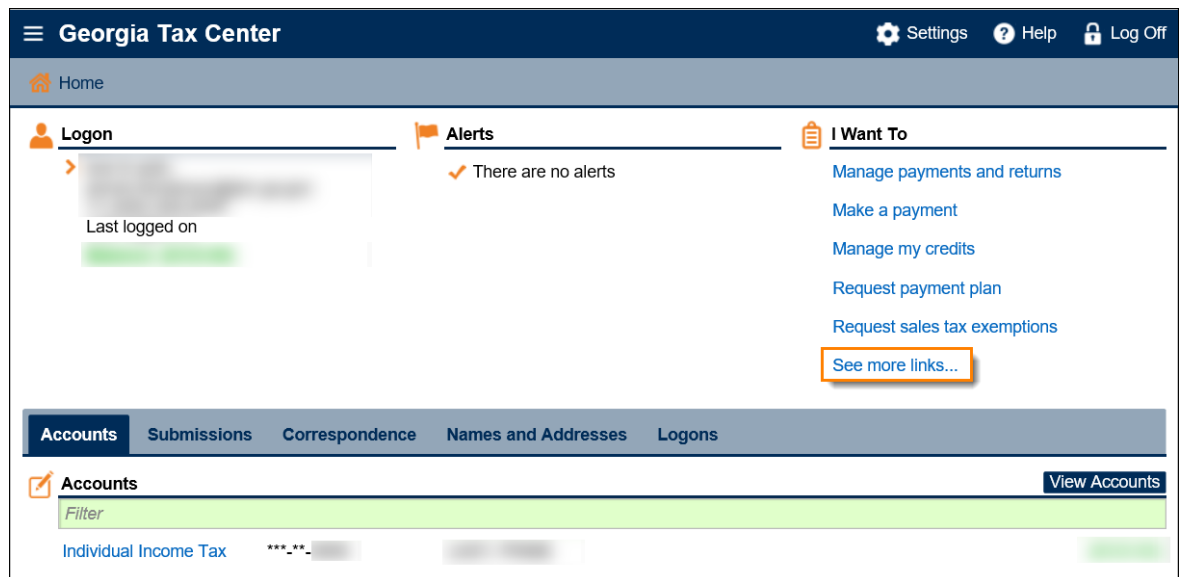 Georgia Tax Center Settings Help Log Off
Home
Logon
Last logged on
Alerts
There are no alerts
I Want To
Manage payments and returns
Make a payment
Manage my credits
Request payment plan
Request sales tax exemptions
See more links...
Accounts Submissions Correspondence Names and Addresses Logons
Accounts View Accounts
Filter
Individual Income Tax ***-**-